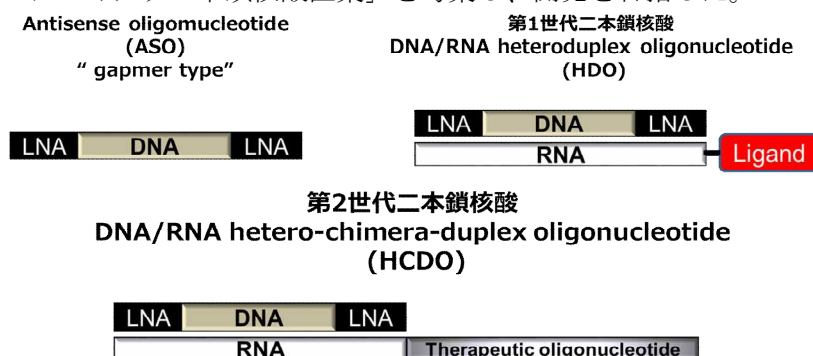 Antisense oligomucleotide
(ASO)
“ gapmer type”
第1世代二本鎖核酸
DNA/RNA heteroduplex oligonucleotide
(HDO)
LNA DNA LNA
LNA DNA LNA
RNA Ligand
第2世代二本鎖核酸
DNA/RNA hetero-chimera-duplex oligonucleotide
(HCDO)
LNA DNA LNA
RNA Therapeutic oligonucleotide